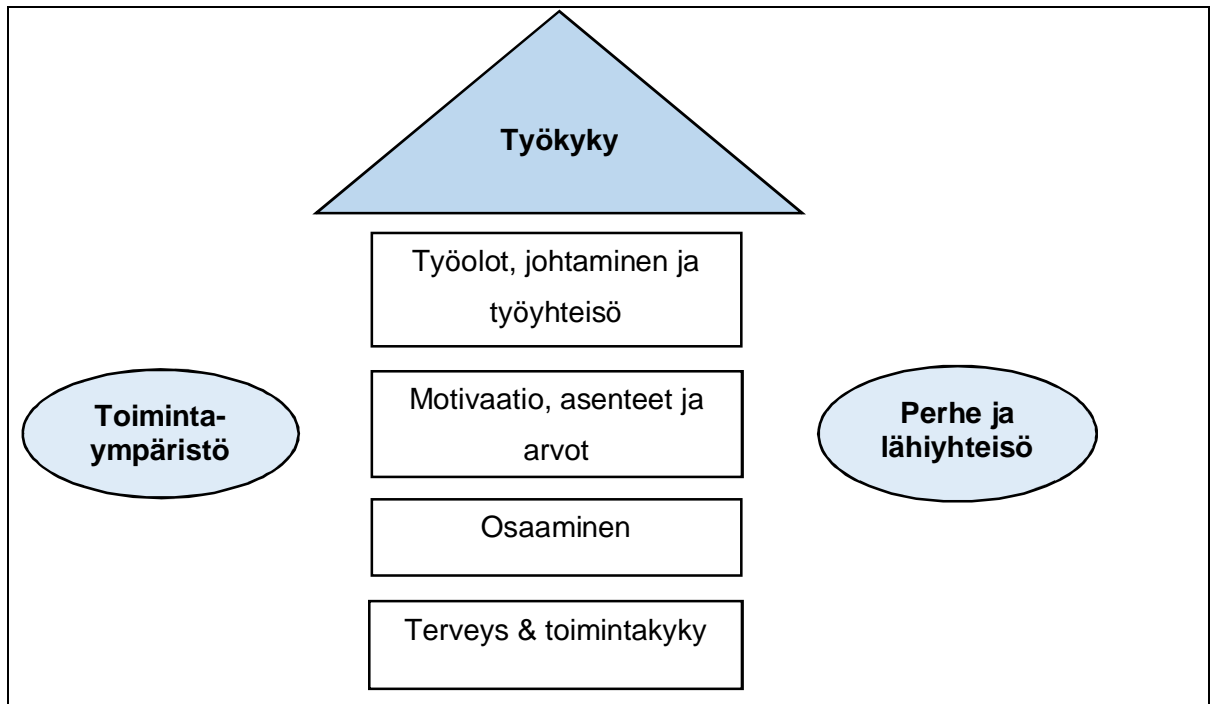 Työkyky
Työolot, johtaminen ja
työyhteisö
Toiminta-
ympäristö
Motivaatio, asenteet ja
arvot
Perhe ja
lähiyhteisö
Osaaminen
Terveys & toimintakyky